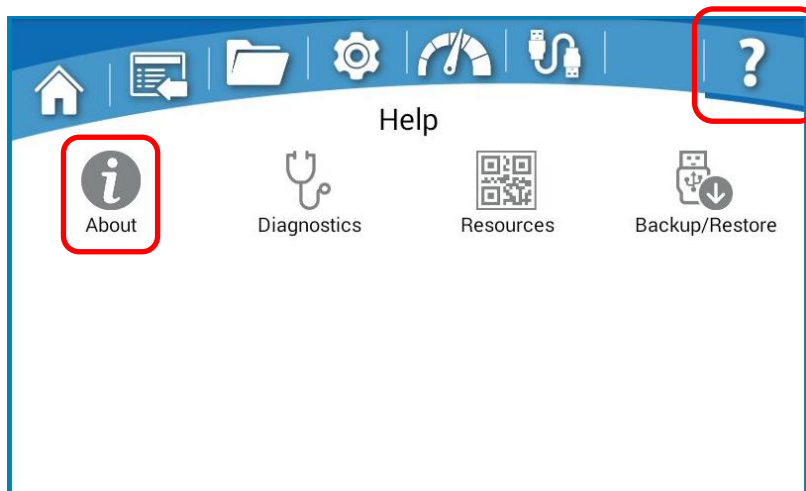 ?
Help
i
About
Diagnostics
Resources
Backup/Restore